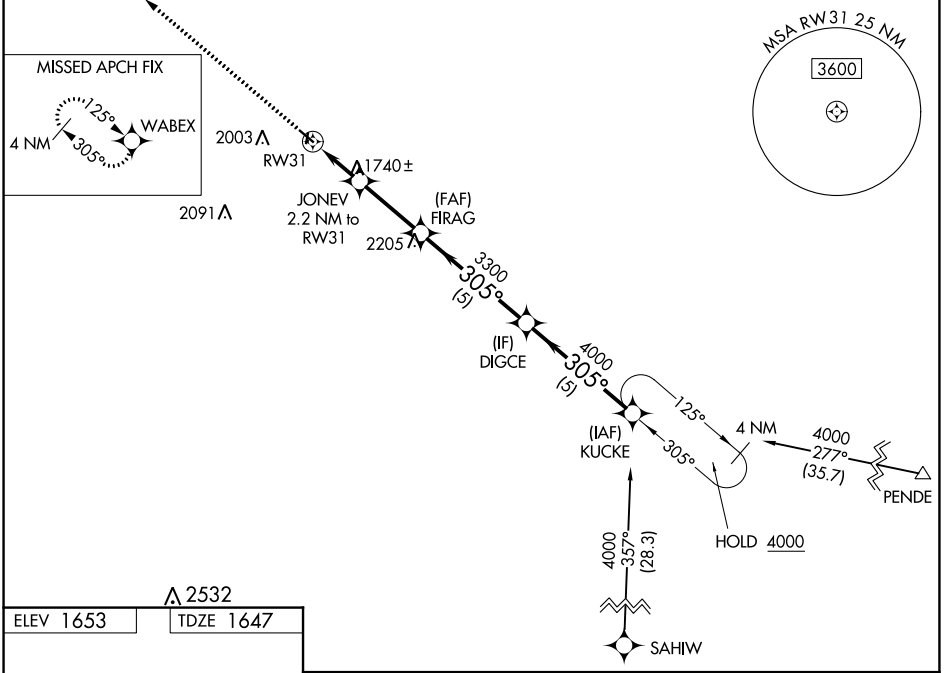 MISSED APCH FIX
125°
WABEX
4 NM
305°
MSA RW31 25 NM
3600
2003
RW31
1740±
JONEV
2.2 NM to
RW31
(FAF)
FIRAG
2091
2205
3300
305°
(5)
(IF)
DIGCE
4000
305°
(5)
(IAF)
KUCKE
125°
305°
4 NM
4000
277°
(35.7)
PENDE
HOLD 4000
4000
357°
(28.3)
SAHIW
2532
ELEV 1653
TDZE 1647